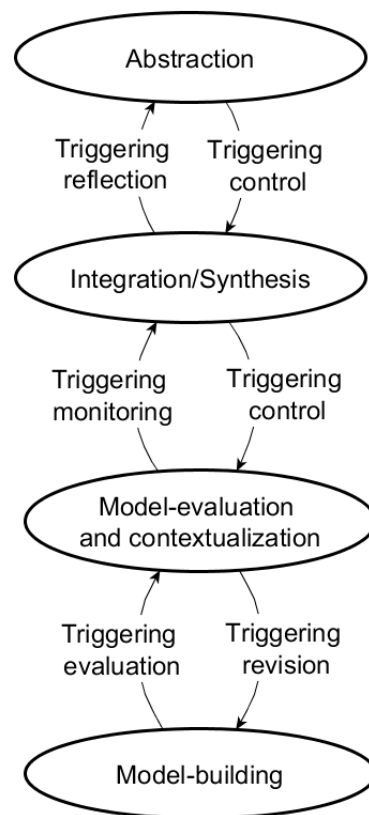 Abstraction
Triggering
reflection
Triggering
control
Integration/Synthesis
Triggering
monitoring
Triggering
control
Model-evaluation
and contextualization
Triggering
evaluation
Triggering
revision
Model-building